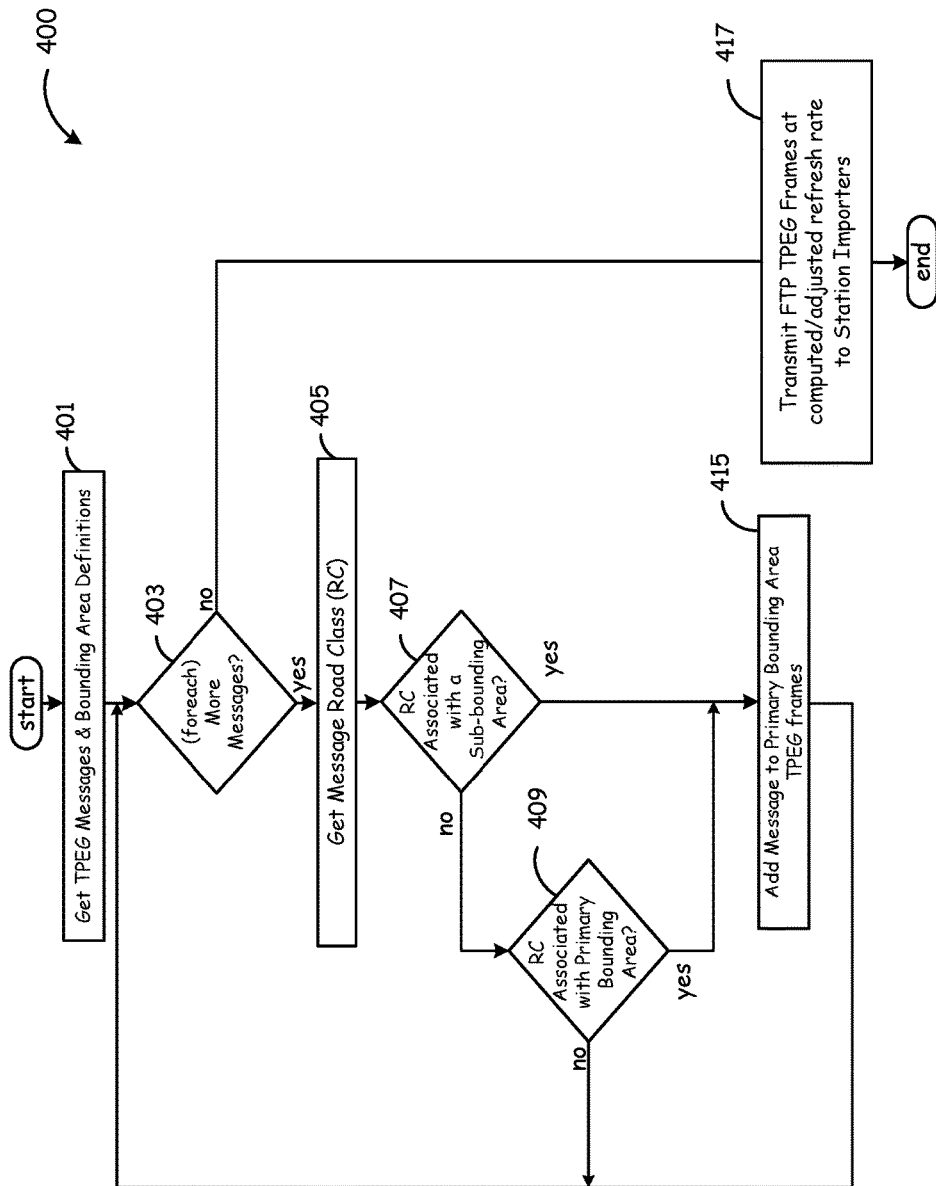 400
start
401
Get TPEG Messages & Bounding Area Definitions
403
(foreach)
More
Messages?
no
yes
405
Get Message Road Class (RC)
407
RC
Associated
with a
Sub-bounding
Area?
no
yes
409
RC
Associated
with Primary
Bounding
Area?
no
yes
415
Add Message to Primary Bounding Area
TPEG frames
417
Transmit FTP TPEG Frames at
computed/adjusted refresh rate
to Station Importers
end